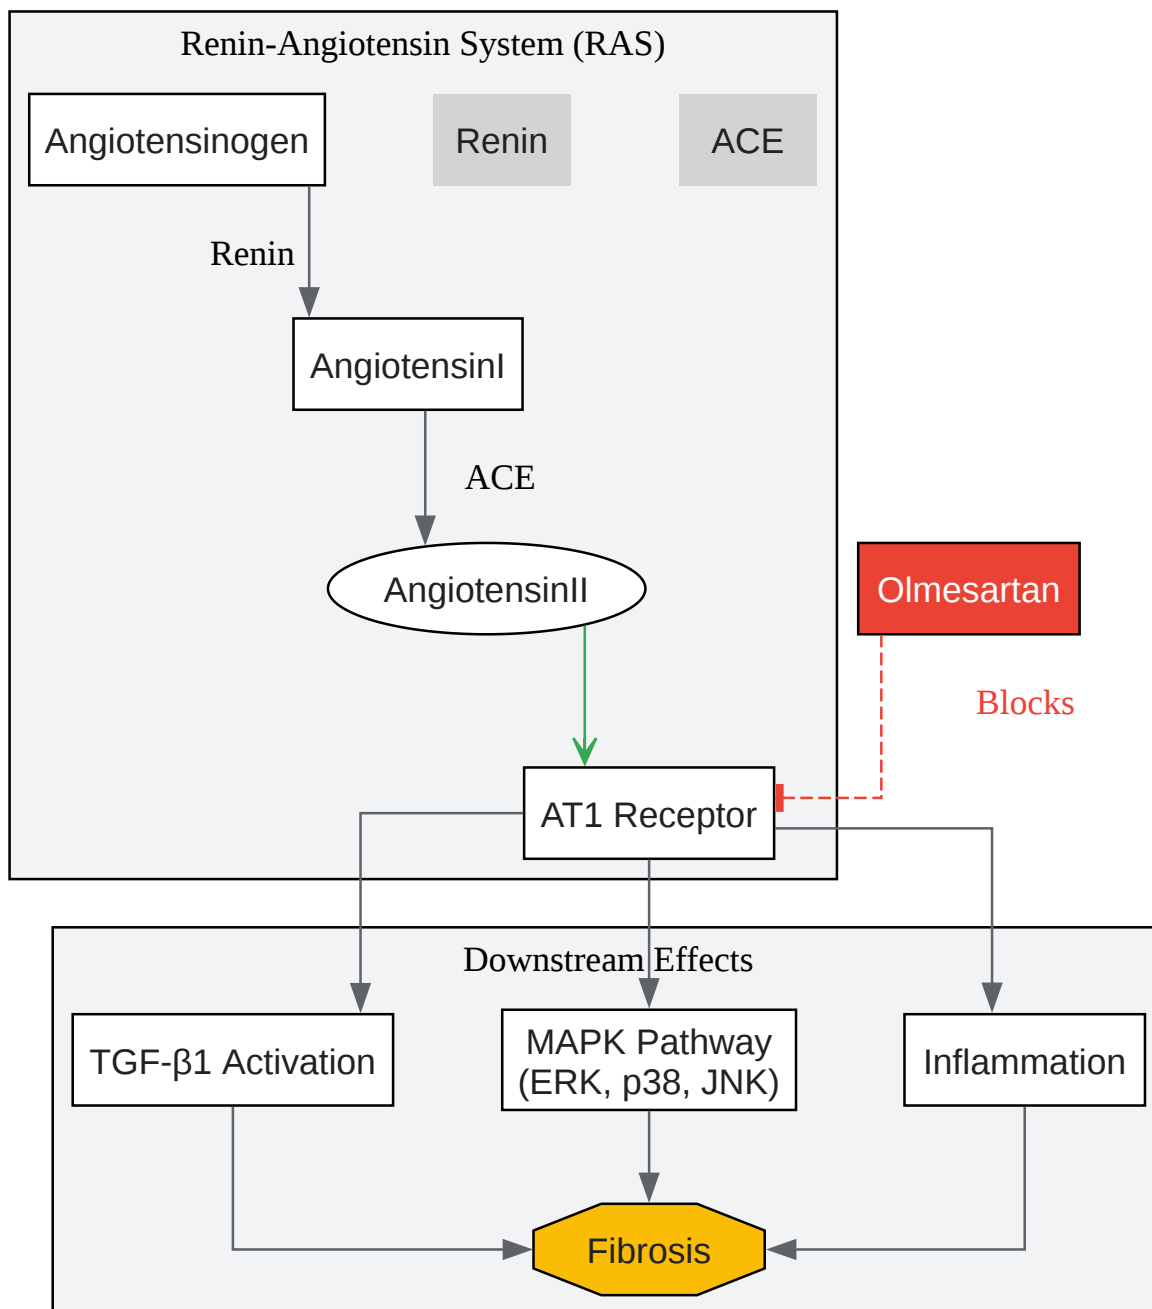 Renin-Angiotensin System (RAS)
Angiotensinogen
Renin
ACE
Renin
AngiotensinI
ACE
AngiotensinII
Olmesartan
Blocks
AT1 Receptor
Downstream Effects
TGF-β1 Activation
MAPK Pathway
(ERK, p38, JNK)
Inflammation
Fibrosis